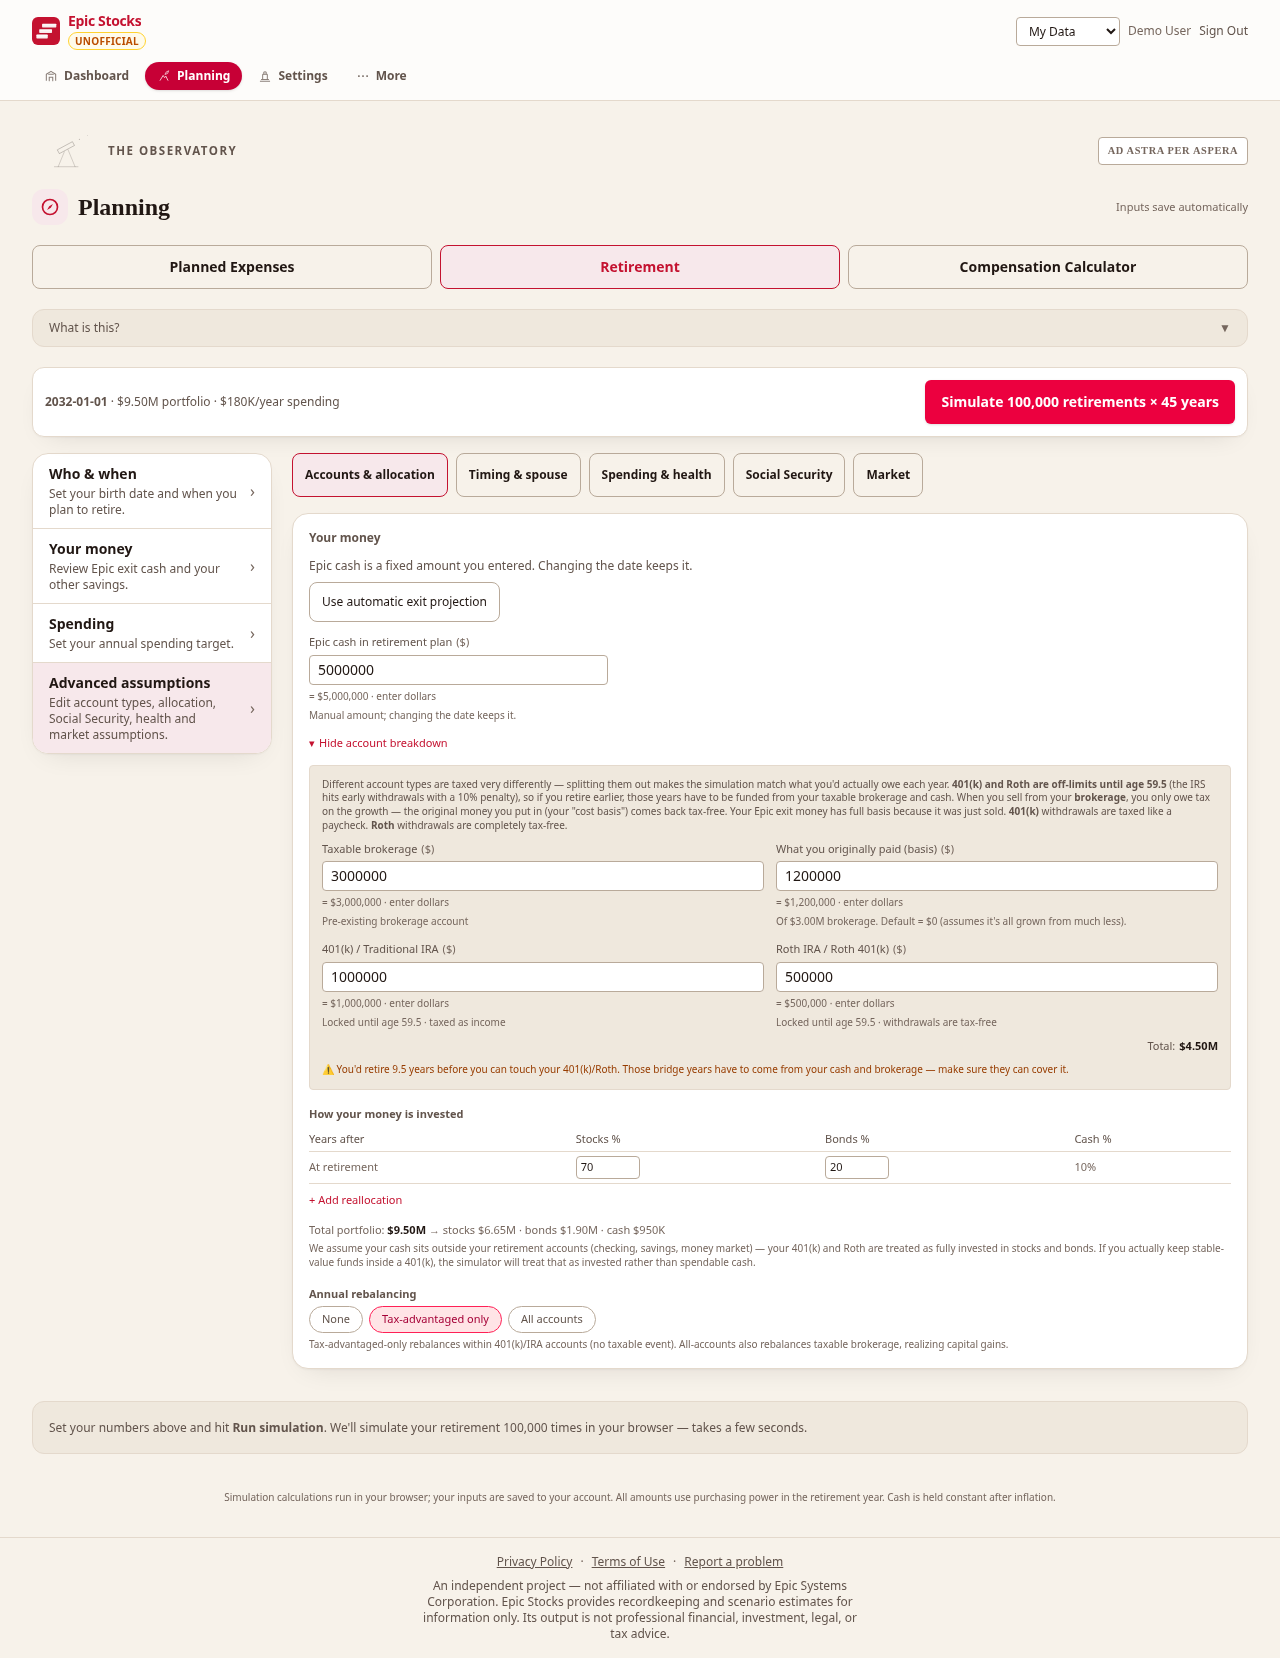 Epic Stocks
UNOFFICIAL
My Data
Demo User
Sign Out
Dashboard
Planning
Settings
More
THE OBSERVATORY
AD ASTRA PER ASPERA
Planning
Inputs save automatically
Planned Expenses
Retirement
Compensation Calculator
What is this?
2032-01-01 · $9.50M portfolio · $180K/year spending
Simulate 100,000 retirements × 45 years
Who & when
Set your birth date and when you
plan to retire.
Your money
Review Epic exit cash and your
other savings.
Spending
Set your annual spending target.
Advanced assumptions
Edit account types, allocation,
Social Security, health and
market assumptions.
Accounts & allocation
Timing & spouse
Spending & health
Social Security
Market
Your money
Epic cash is a fixed amount you entered. Changing the date keeps it.
Use automatic exit projection
Epic cash in retirement plan ($)
5000000
= $5,000,000 · enter dollars
Manual amount; changing the date keeps it.
▾ Hide account breakdown
Different account types are taxed very differently — splitting them out makes the simulation match what you'd actually owe each year. 401(k) and Roth are off-limits until age 59.5 (the IRS
hits early withdrawals with a 10% penalty), so if you retire earlier, those years have to be funded from your taxable brokerage and cash. When you sell from your brokerage, you only owe tax
on the growth — the original money you put in (your "cost basis") comes back tax-free. Your Epic exit money has full basis because it was just sold. 401(k) withdrawals are taxed like a
paycheck. Roth withdrawals are completely tax-free.
Taxable brokerage ($)
3000000
= $3,000,000 · enter dollars
Pre-existing brokerage account
What you originally paid (basis) ($)
1200000
= $1,200,000 · enter dollars
Of $3.00M brokerage. Default = $0 (assumes it's all grown from much less).
401(k) / Traditional IRA ($)
1000000
= $1,000,000 · enter dollars
Locked until age 59.5 · taxed as income
Roth IRA / Roth 401(k) ($)
500000
= $500,000 · enter dollars
Locked until age 59.5 · withdrawals are tax-free
Total: $4.50M
⚠️ You'd retire 9.5 years before you can touch your 401(k)/Roth. Those bridge years have to come from your cash and brokerage — make sure they can cover it.
How your money is invested
Years after Stocks % Bonds % Cash %
At retirement 70 20 10%
+ Add reallocation
Total portfolio: $9.50M → stocks $6.65M · bonds $1.90M · cash $950K
We assume your cash sits outside your retirement accounts (checking, savings, money market) — your 401(k) and Roth are treated as fully invested in stocks and bonds. If you actually keep stable-
value funds inside a 401(k), the simulator will treat that as invested rather than spendable cash.
Annual rebalancing
None
Tax-advantaged only
All accounts
Tax-advantaged-only rebalances within 401(k)/IRA accounts (no taxable event). All-accounts also rebalances taxable brokerage, realizing capital gains.
Set your numbers above and hit Run simulation. We'll simulate your retirement 100,000 times in your browser — takes a few seconds.
Simulation calculations run in your browser; your inputs are saved to your account. All amounts use purchasing power in the retirement year. Cash is held constant after inflation.
Privacy Policy · Terms of Use · Report a problem
An independent project — not affiliated with or endorsed by Epic Systems
Corporation. Epic Stocks provides recordkeeping and scenario estimates for
information only. Its output is not professional financial, investment, legal, or
tax advice.